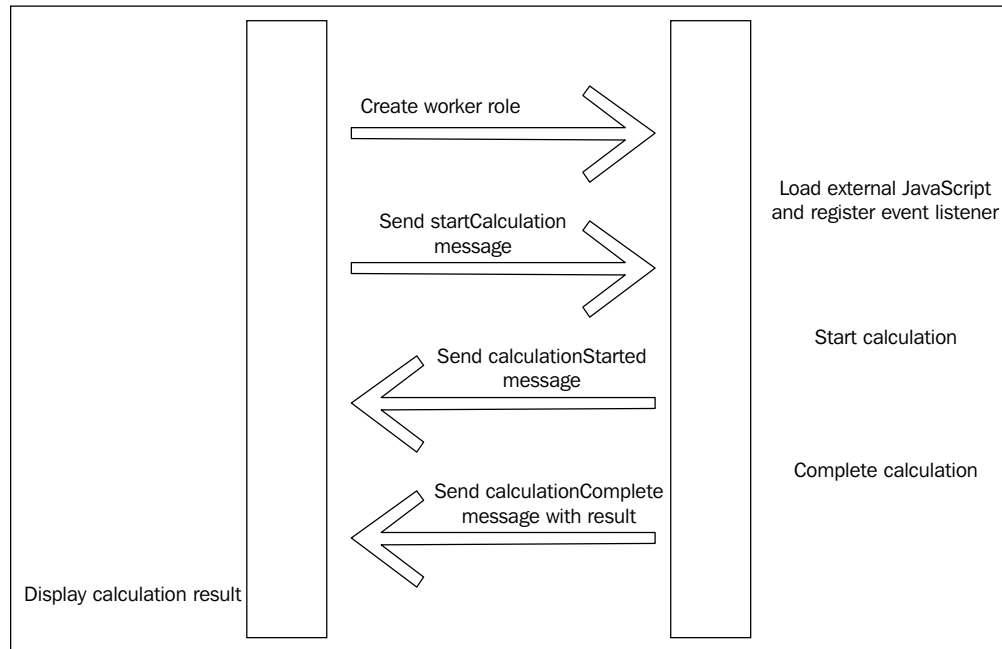 Create worker role
Load external JavaScript
and register event listener
Send startCalculation
message
Start calculation
Send calculationStarted
message
Complete calculation
Send calculationComplete
message with result
Display calculation result